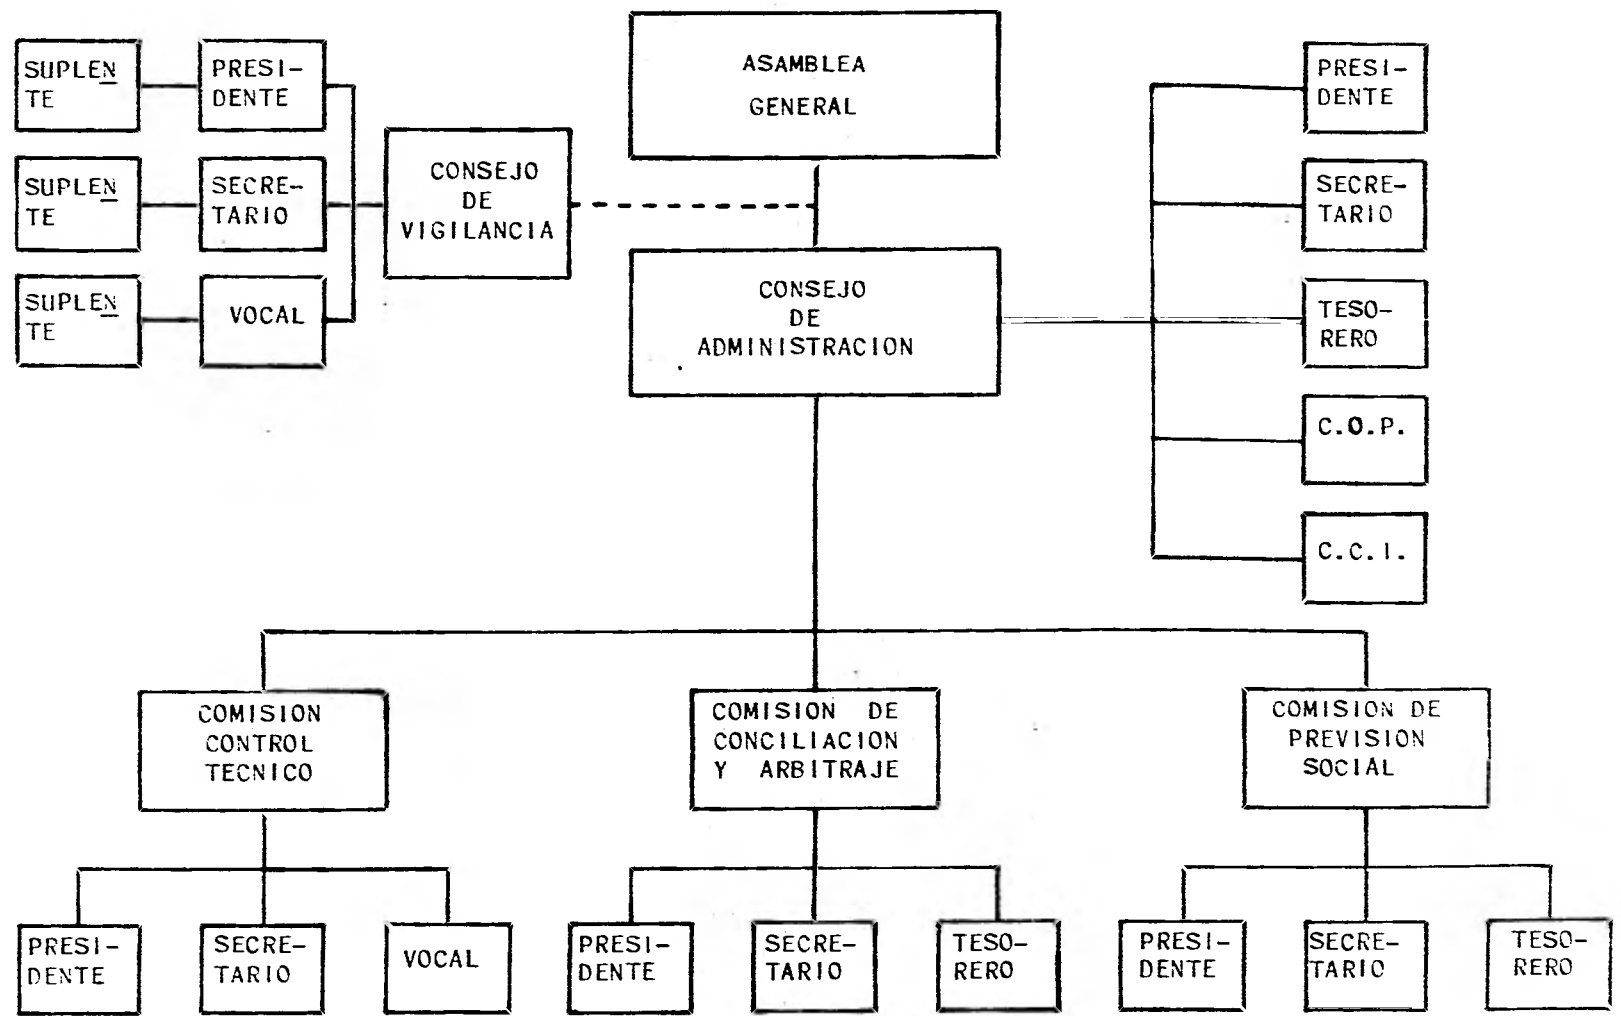 ASAMBLEA
GENERAL
SUPLEN
TE
PRESI-
DENTE
SUPLEN
TE
SECRE-
TARIO
SUPLEN
TE
VOCAL
CONSEJO
DE
VIGILANCIA
CONSEJO
DE
ADMINISTRACION
PRESI-
DENTE
SECRE-
TARIO
TESO-
RERO
C.O.P.
C.C.I.
COMISION
CONTROL
TECNICO
COMISION DE
CONCILIACION
Y ARBITRAJE
COMISION DE
PREVISION
SOCIAL
PRESI-
DENTE
SECRE-
TARIO
VOCAL
PRESI-
DENTE
SECRE-
TARIO
TESO-
RERO
PRESI-
DENTE
SECRE-
TARIO
TESO-
RERO